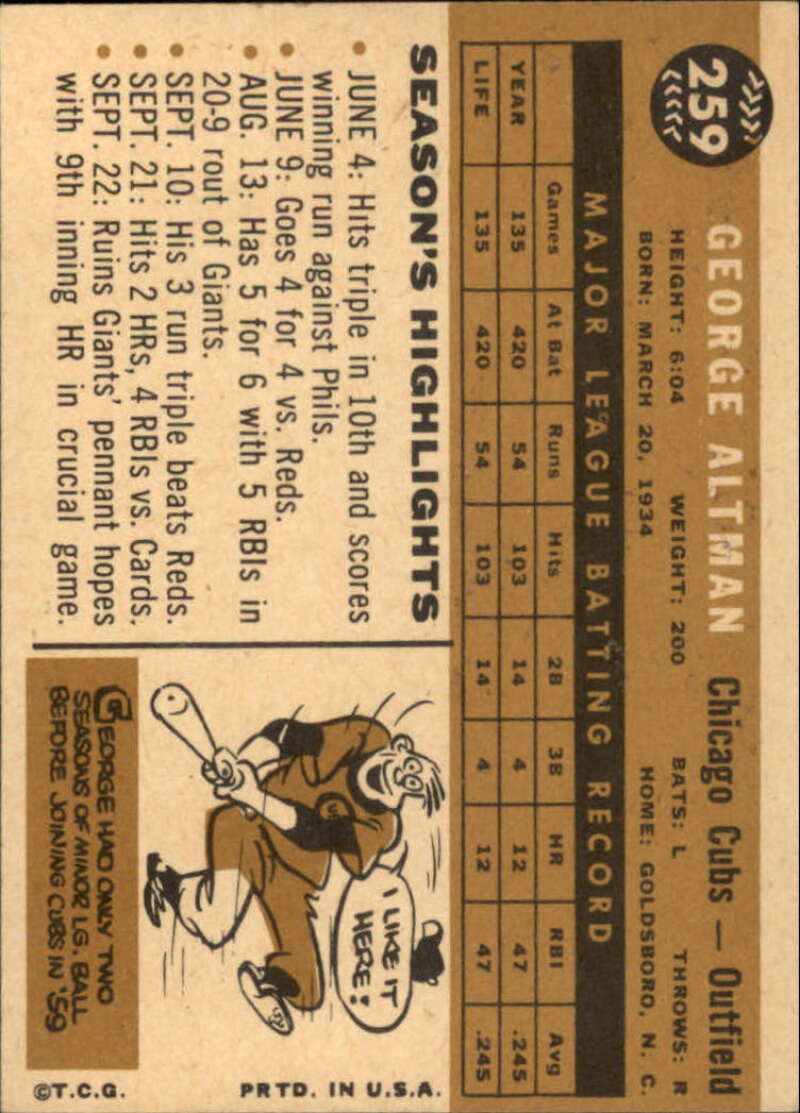 259
GEORGE ALTMAN Chicago Cubs — Outfield
HEIGHT: 6:04 WEIGHT: 200 BATS: L THROWS: R
BORN: MARCH 20, 1934 HOME: GOLDSBORO, N. C.
MAJOR LEAGUE BATTING RECORD
Games At Bat Runs Hits 2B 3B HR RBI Avg
YEAR 135 420 54 103 14 4 12 47 .245
LIFE 135 420 54 103 14 4 12 47 .245
SEASON'S HIGHLIGHTS
• JUNE 4: Hits triple in 10th and scores
winning run against Phils.
• JUNE 9: Goes 4 for 4 vs. Reds.
• AUG. 13: Has 5 for 6 with 5 RBIs in
20-9 rout of Giants.
• SEPT. 10: His 3 run triple beats Reds.
• SEPT. 21: Hits 2 HRs, 4 RBIs vs. Cards.
• SEPT. 22: Ruins Giants' pennant hopes
with 9th inning HR in crucial game.
I LIKE IT
HERE!
GEORGE HAD ONLY TWO
SEASONS OF MINOR LG. BALL
BEFORE JOINING CUBS IN '59
©T.C.G. PRTD. IN U.S.A.